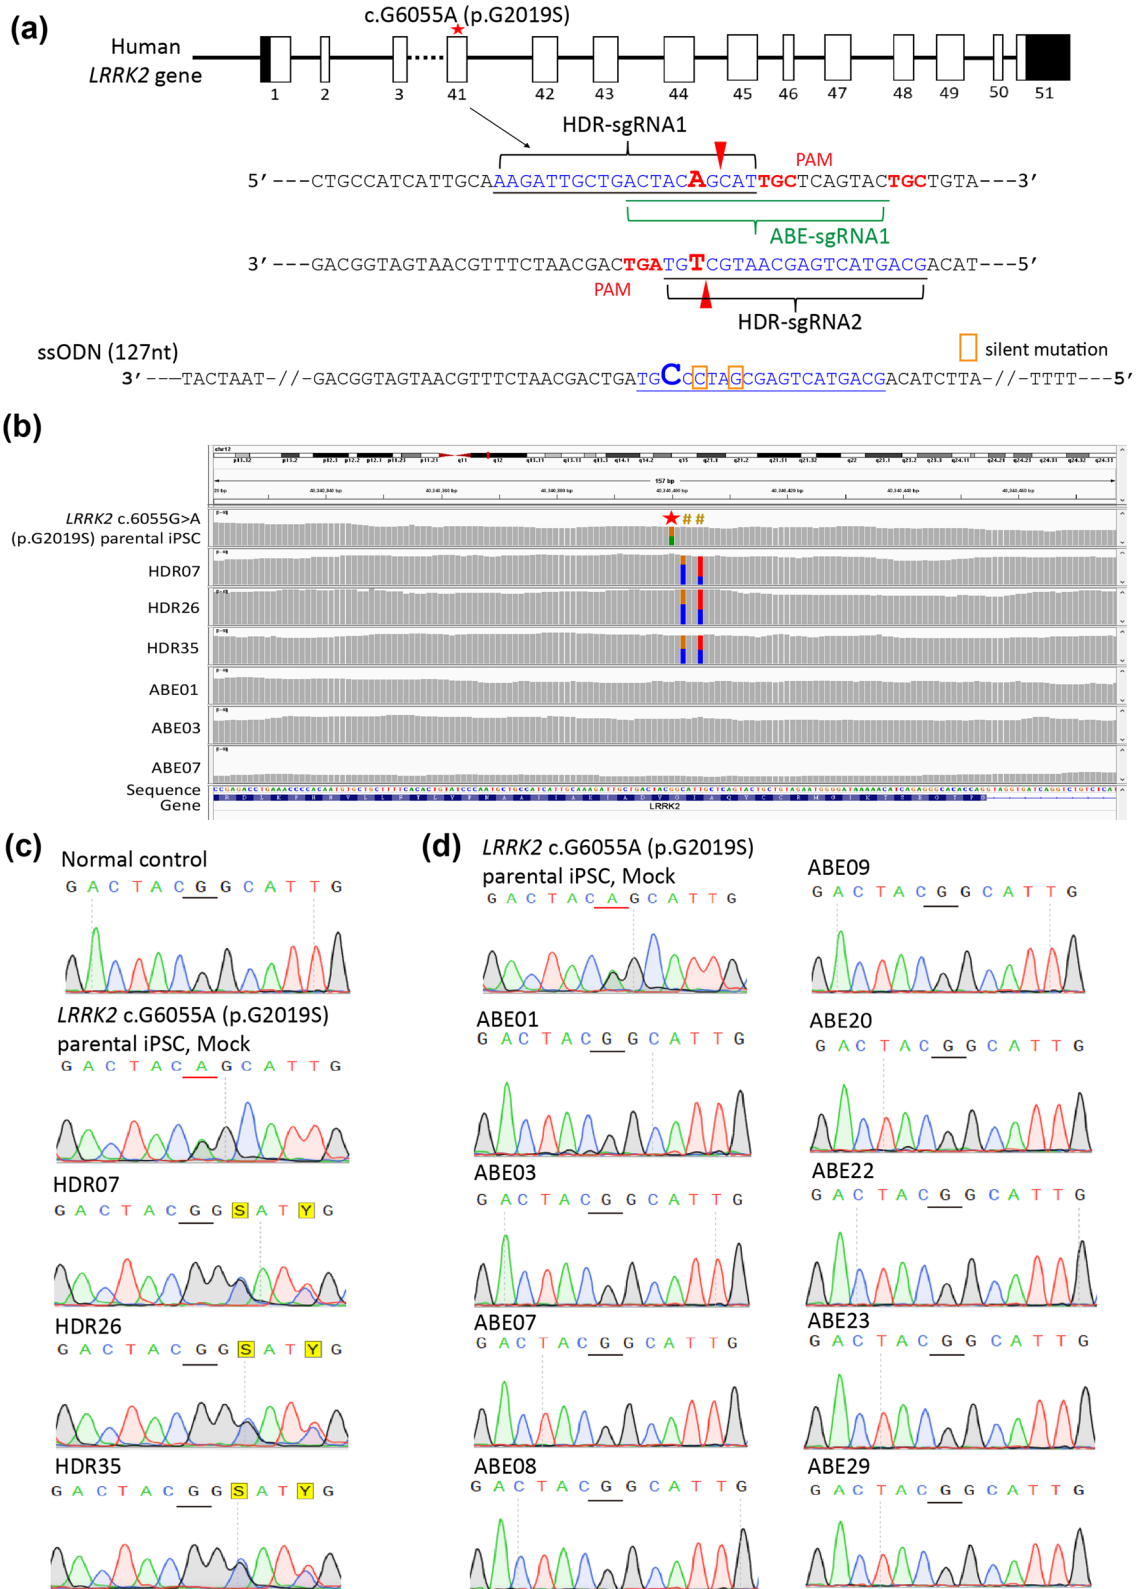 (a)
c.G6055A (p.G2019S)
Human
LRRK2 gene
1 2 3 41 42 43 44 45 46 47 48 49 50 51
HDR-sgRNA1
PAM
5’ ---CTGCCATCATTGCAAAGATTGCTGACTACAGCATTGCTCAGTACTGCTGTA---3’
ABE-sgRNA1
3’ ---GACGGTAGTAACGTTTCTAACGACTGATGTCGTAACGAGTCATGACGACAT---5’
PAM
HDR-sgRNA2
ssODN (127nt)
silent mutation
3’ ---TACTAAT-//-GACGGTAGTAACGTTTCTAACGACTGATGCCCTAGCGAGTCATGACGACATCTTA-//-TTTT---5’
(b)
chr12
157 bp
LRRK2 c.6055G>A
(p.G2019S) parental iPSC
# #
HDR07
HDR26
HDR35
ABE01
ABE03
ABE07
Sequence
Gene
LRRK2
(c)
Normal control
G A C T A C G G C A T T G
LRRK2 c.G6055A (p.G2019S)
parental iPSC, Mock
G A C T A C A G C A T T G
HDR07
G A C T A C G G S A T Y G
HDR26
G A C T A C G G S A T Y G
HDR35
G A C T A C G G S A T Y G
(d)
LRRK2 c.G6055A (p.G2019S)
parental iPSC, Mock
G A C T A C A G C A T T G
ABE01
G A C T A C G G C A T T G
ABE03
G A C T A C G G C A T T G
ABE07
G A C T A C G G C A T T G
ABE08
G A C T A C G G C A T T G
ABE09
G A C T A C G G C A T T G
ABE20
G A C T A C G G C A T T G
ABE22
G A C T A C G G C A T T G
ABE23
G A C T A C G G C A T T G
ABE29
G A C T A C G G C A T T G